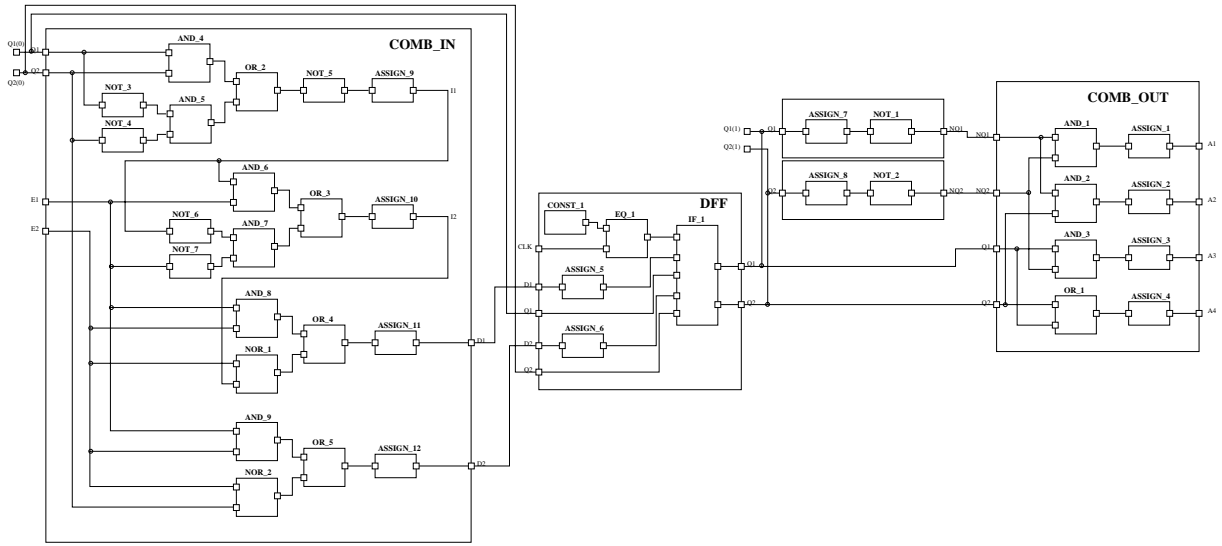 COMB_IN
Q1(0)
Q1
Q2
Q2(0)
AND_4
OR_2
NOT_5
ASSIGN_9
I1
NOT_3
AND_5
NOT_4
AND_6
OR_3
ASSIGN_10
I2
E1
NOT_6
AND_7
E2
NOT_7
AND_8
OR_4
ASSIGN_11
D1
NOR_1
AND_9
OR_5
ASSIGN_12
D2
NOR_2
DFF
CONST_1
EQ_1
IF_1
CLK
ASSIGN_5
D1
Q1
ASSIGN_6
D2
Q2
Q1
Q2
Q1(1)
Q2(1)
Q1
ASSIGN_7
NOT_1
NQ1
Q2
ASSIGN_8
NOT_2
NQ2
COMB_OUT
NQ1
AND_1
ASSIGN_1
A1
NQ2
AND_2
ASSIGN_2
A2
Q1
AND_3
ASSIGN_3
A3
Q2
OR_1
ASSIGN_4
A4